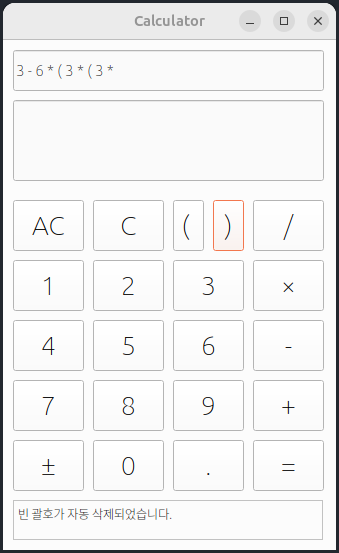 Calculator
3 - 6 * ( 3 * ( 3 *
AC C ( ) /
1 2 3 ×
4 5 6 -
7 8 9 +
± 0 . =
빈 괄호가 자동 삭제되었습니다.